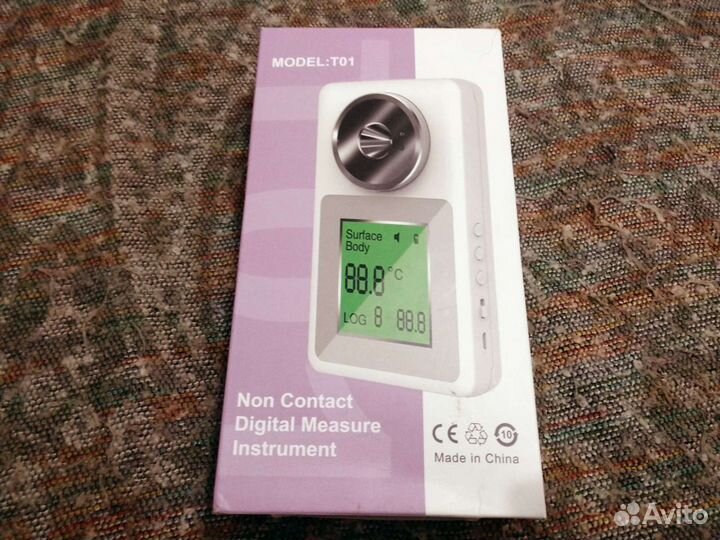 MODEL:T01
Surface
Body
88.8°C
LOG 8 88.8
Non Contact
Digital Measure
Instrument
CE 10
Made in China
Avito